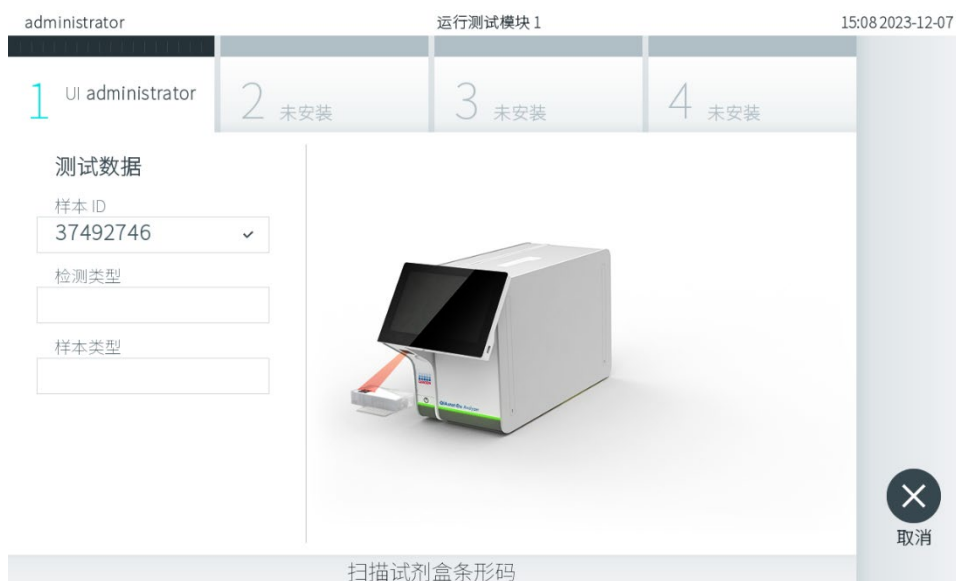 administrator
运行测试模块 1
15:08 2023-12-07
1 UI administrator
2 未安装
3 未安装
4 未安装
测试数据
样本 ID
37492746
检测类型
样本类型
取消
扫描试剂盒条形码